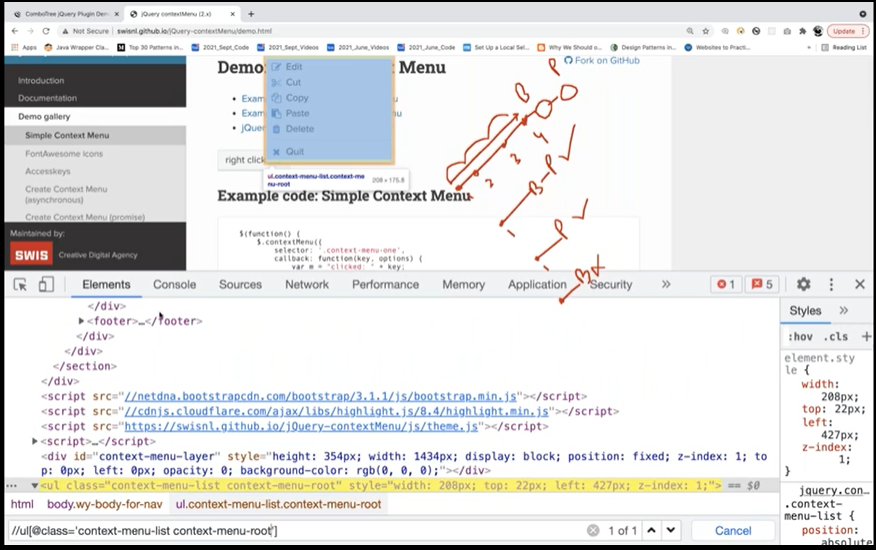 ComboTree jQuery Plugin Demo
jQuery contextMenu (2.x)
Not Secure | swisnl.github.io/jQuery-contextMenu/demo.html
Update
Apps
Java Wrapper Cla...
Top 30 Patterns in...
2021_Sept_Code
2021_Sept_Videos
2021_June_Videos
2021_June_Code
Set Up a Local Sel...
Why We Should o...
Design Patterns in...
Websites to Practi...
Reading List
Introduction
Documentation
Demo gallery
Simple Context Menu
FontAwesome Icons
Accesskeys
Create Context Menu
(asynchronous)
Create Context Menu (promise)
Maintained by:
SWIS Creative Digital Agency
Fork on GitHub
Demo: Menu
Edit
Cut
Copy
Paste
Delete
Quit
Exam
Exam
jQuer
right click
ul.context-menu-list.context-me
nu-root 208 × 175.8
Example code: Simple Context Menu
$(function() {
$.contextMenu({
selector: '.context-menu-one',
callback: function(key, options) {
var m = "clicked: " + key;
B P
2 3 4
1 B-P
1 P
B
Elements Console Sources Network Performance Memory Application Security » 1 5
</div>
<footer>…</footer>
</div>
</div>
</section>
</div>
<script src="//netdna.bootstrapcdn.com/bootstrap/3.1.1/js/bootstrap.min.js"></script>
<script src="//cdnjs.cloudflare.com/ajax/libs/highlight.js/8.4/highlight.min.js"></script>
<script src="https://swisnl.github.io/jQuery-contextMenu/js/theme.js"></script>
<script>…</script>
<div id="context-menu-layer" style="height: 354px; width: 1434px; display: block; position: fixed; z-index: 1; to
p: 0px; left: 0px; opacity: 0; background-color: rgb(0, 0, 0);"></div>
<ul class="context-menu-list context-menu-root" style="width: 208px; top: 22px; left: 427px; z-index: 1;"> == $0
html body.wy-body-for-nav ul.context-menu-list.context-menu-root
//ul[@class='context-menu-list context-menu-root']
1 of 1
Cancel
Styles »
:hov .cls +
element.sty
le {
width:
208px;
top: 22px;
left:
427px;
z-index:
1;
}
jquery.con…
.context-
menu-list {
position:
absolute